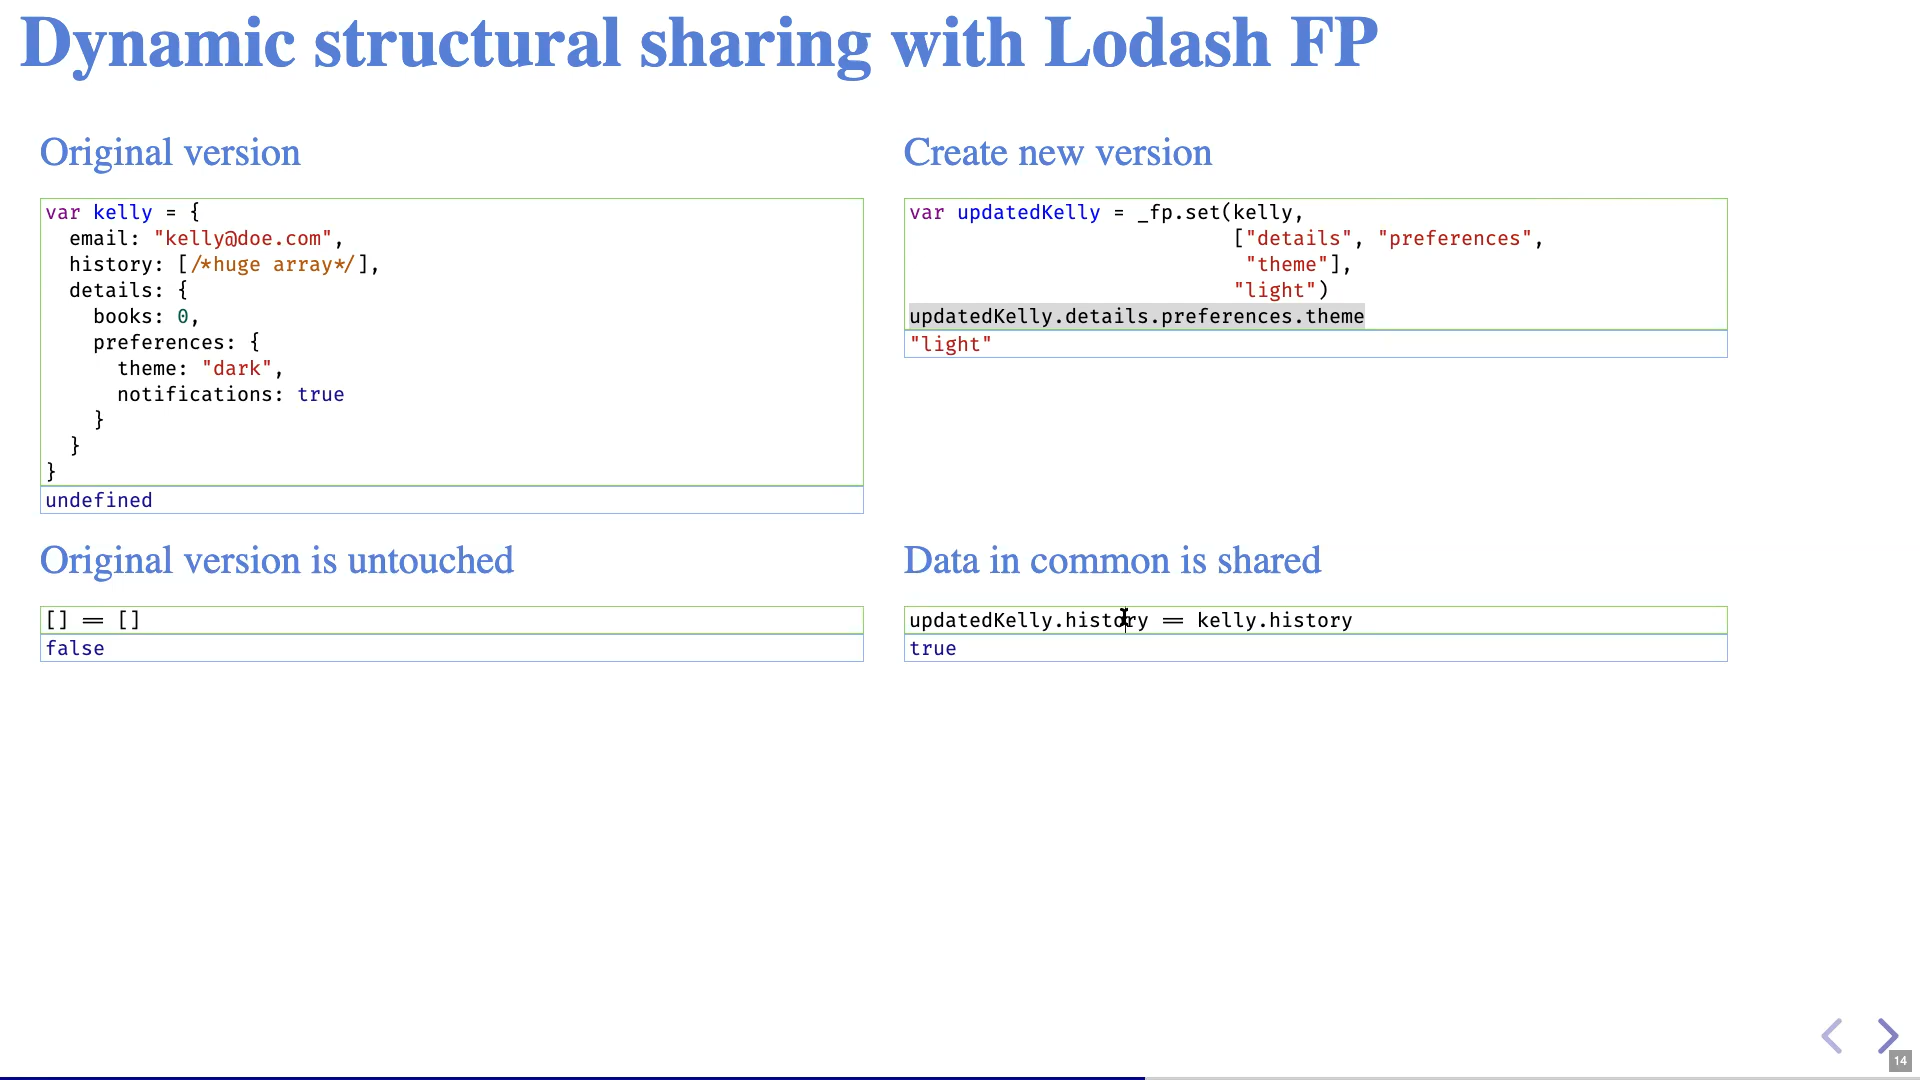 Dynamic structural sharing with Lodash FP
Original version
var kelly = {
  email: "kelly@doe.com",
  history: [/*huge array*/],
  details: {
    books: 0,
    preferences: {
      theme: "dark",
      notifications: true
    }
  }
}
undefined
Create new version
var updatedKelly = _fp.set(kelly,
                           ["details", "preferences",
                            "theme"],
                           "light")
updatedKelly.details.preferences.theme
"light"
Original version is untouched
[] == []
false
Data in common is shared
updatedKelly.history == kelly.history
true
14